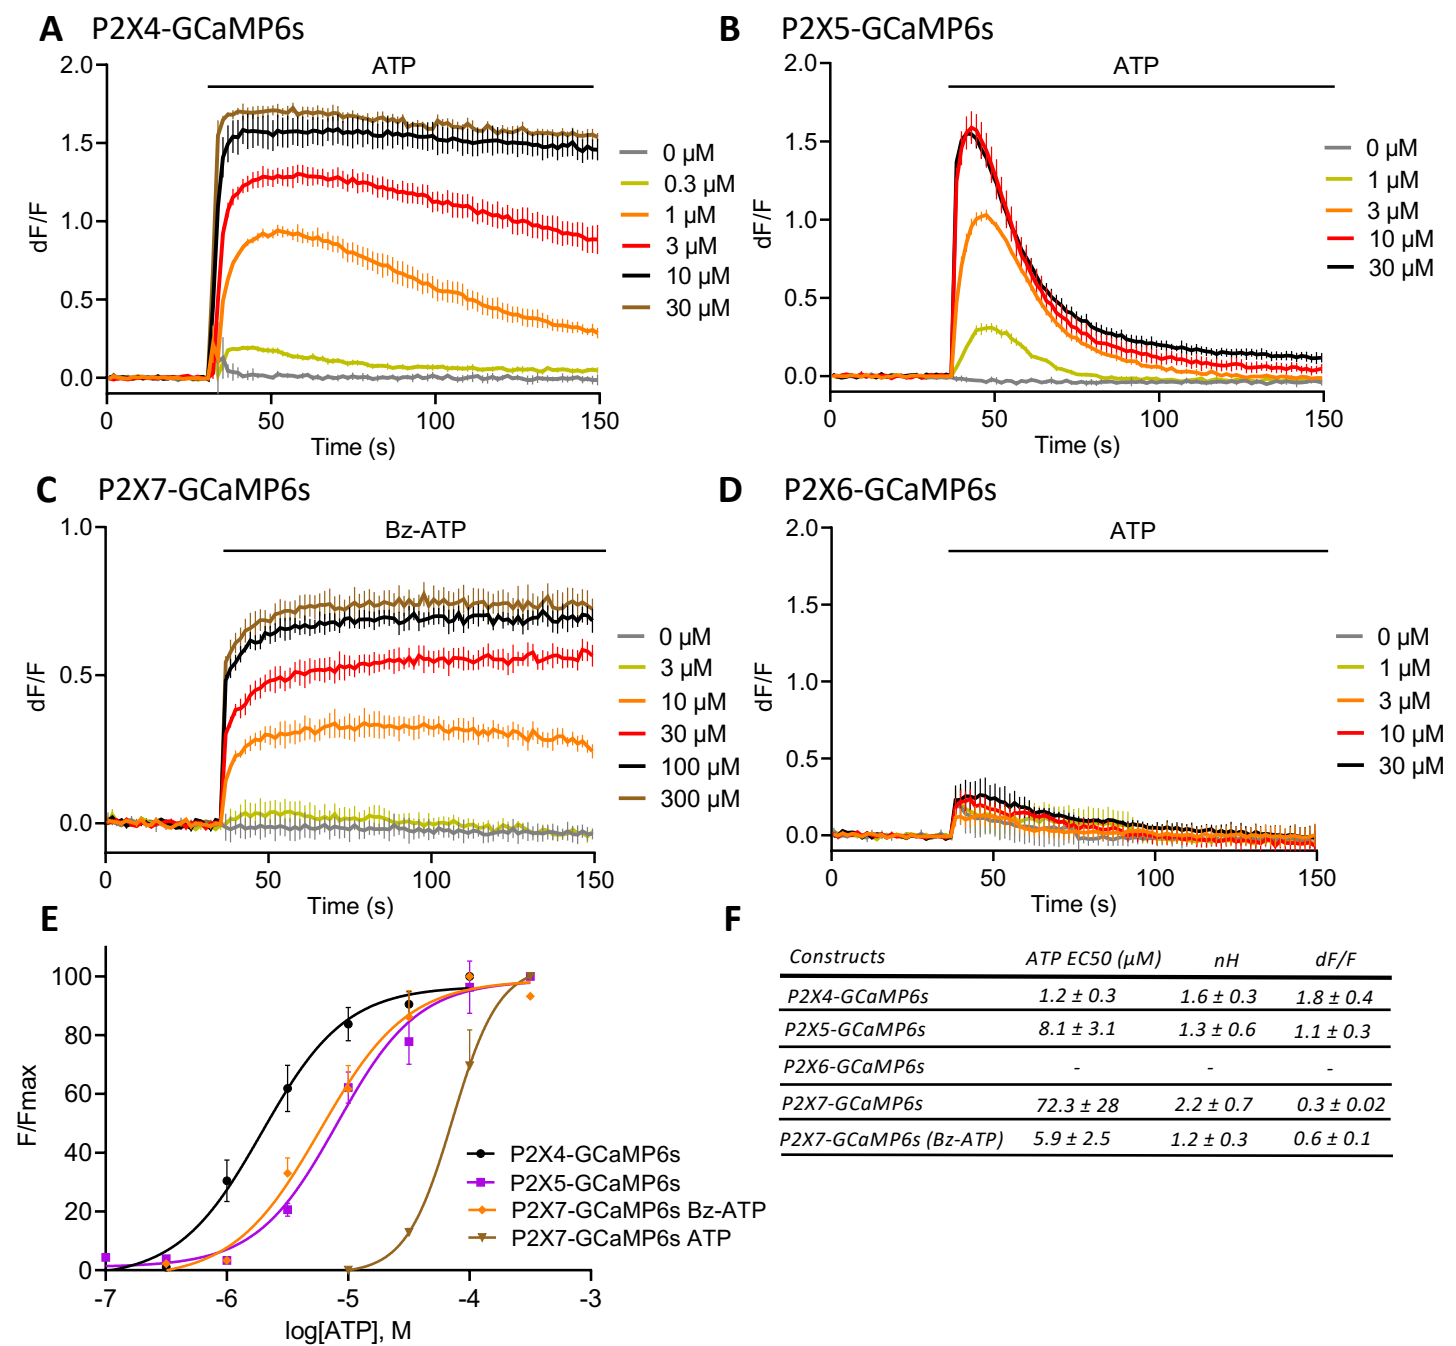 A P2X4-GCaMP6s
ATP
2.0
1.5
1.0
0.5
0.0
dF/F
0 50 100 150
Time (s)
0 µM
0.3 µM
1 µM
3 µM
10 µM
30 µM
B P2X5-GCaMP6s
ATP
2.0
1.5
1.0
0.5
0.0
dF/F
0 50 100 150
Time (s)
0 µM
1 µM
3 µM
10 µM
30 µM
C P2X7-GCaMP6s
Bz-ATP
1.0
0.5
0.0
dF/F
0 50 100 150
Time (s)
0 µM
3 µM
10 µM
30 µM
100 µM
300 µM
D P2X6-GCaMP6s
ATP
2.0
1.5
1.0
0.5
0.0
dF/F
0 50 100 150
Time (s)
0 µM
1 µM
3 µM
10 µM
30 µM
E
100
80
60
40
20
0
F/Fmax
-7 -6 -5 -4 -3
log[ATP], M
P2X4-GCaMP6s
P2X5-GCaMP6s
P2X7-GCaMP6s Bz-ATP
P2X7-GCaMP6s ATP
F
Constructs ATP EC50 (µM) nH dF/F
P2X4-GCaMP6s 1.2 ± 0.3 1.6 ± 0.3 1.8 ± 0.4
P2X5-GCaMP6s 8.1 ± 3.1 1.3 ± 0.6 1.1 ± 0.3
P2X6-GCaMP6s - - -
P2X7-GCaMP6s 72.3 ± 28 2.2 ± 0.7 0.3 ± 0.02
P2X7-GCaMP6s (Bz-ATP) 5.9 ± 2.5 1.2 ± 0.3 0.6 ± 0.1